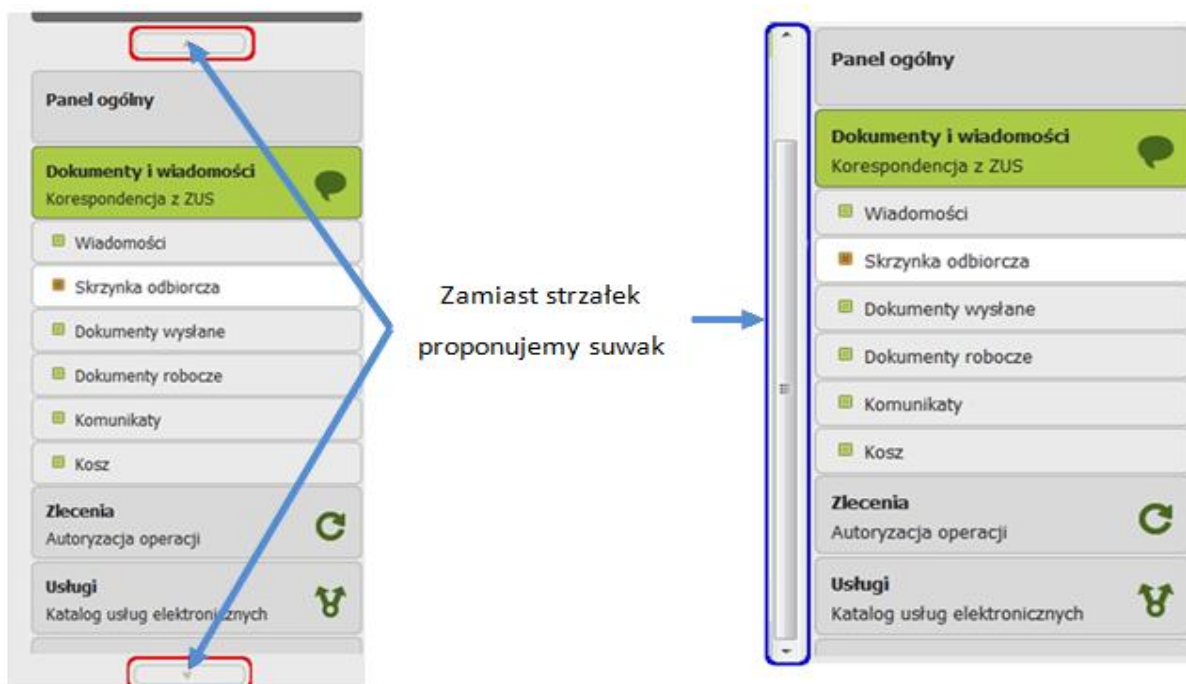 Panel ogólny
Dokumenty i wiadomości
Korespondencja z ZUS
Wiadomości
Skrzynka odbiorcza
Dokumenty wysłane
Dokumenty robocze
Komunikaty
Kosz
Zlecenia
Autoryzacja operacji
Usługi
Katalog usług elektronicznych
Zamiast strzałek
proponujemy suwak
Panel ogólny
Dokumenty i wiadomości
Korespondencja z ZUS
Wiadomości
Skrzynka odbiorcza
Dokumenty wysłane
Dokumenty robocze
Komunikaty
Kosz
Zlecenia
Autoryzacja operacji
Usługi
Katalog usług elektronicznych